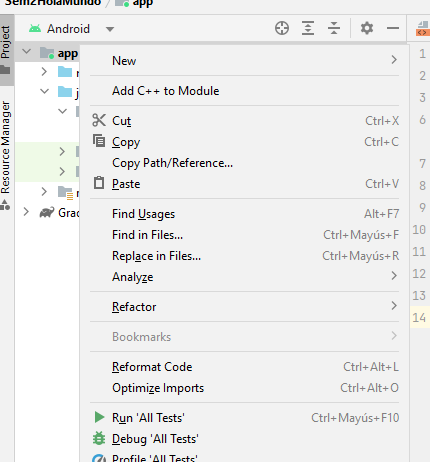 Sem2HolaMundo app
Project
Resource Manager
Android
app
New
Add C++ to Module
Cut Ctrl+X
Copy Ctrl+C
Copy Path/Reference...
Paste Ctrl+V
Find Usages Alt+F7
Find in Files... Ctrl+Mayús+F
Replace in Files... Ctrl+Mayús+R
Analyze
Refactor
Bookmarks
Reformat Code Ctrl+Alt+L
Optimize Imports Ctrl+Alt+O
Run 'All Tests' Ctrl+Mayús+F10
Debug 'All Tests'
Profile 'All Tests'
Grad
1
2
3
6
7
8
9
10
11
12
13
14